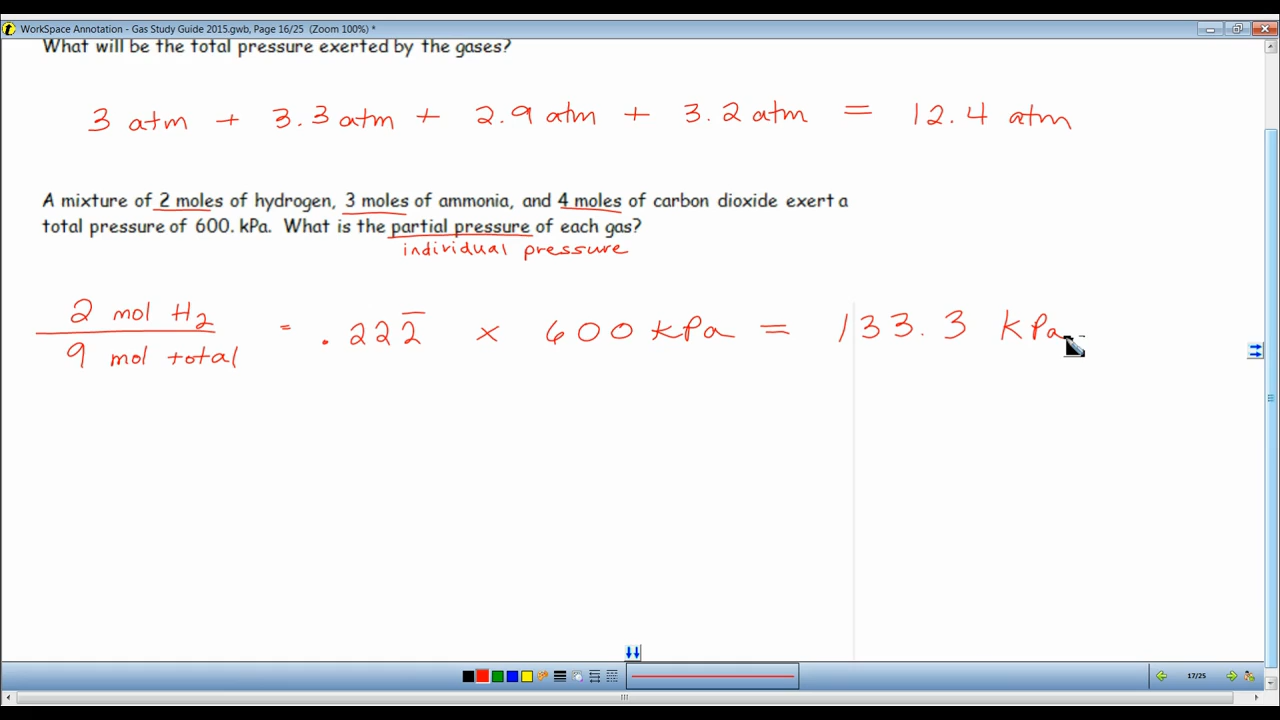 WorkSpace Annotation - Gas Study Guide 2015.gwb, Page 16/25 (Zoom 100%) *
What will be the total pressure exerted by the gases?
3 atm + 3.3 atm + 2.9 atm + 3.2 atm = 12.4 atm
A mixture of 2 moles of hydrogen, 3 moles of ammonia, and 4 moles of carbon dioxide exert a
total pressure of 600. kPa. What is the partial pressure of each gas?
individual pressure
2 mol H₂
9 mol total
= .222̅ x 600 kPa = 133.3 kPa
17/25